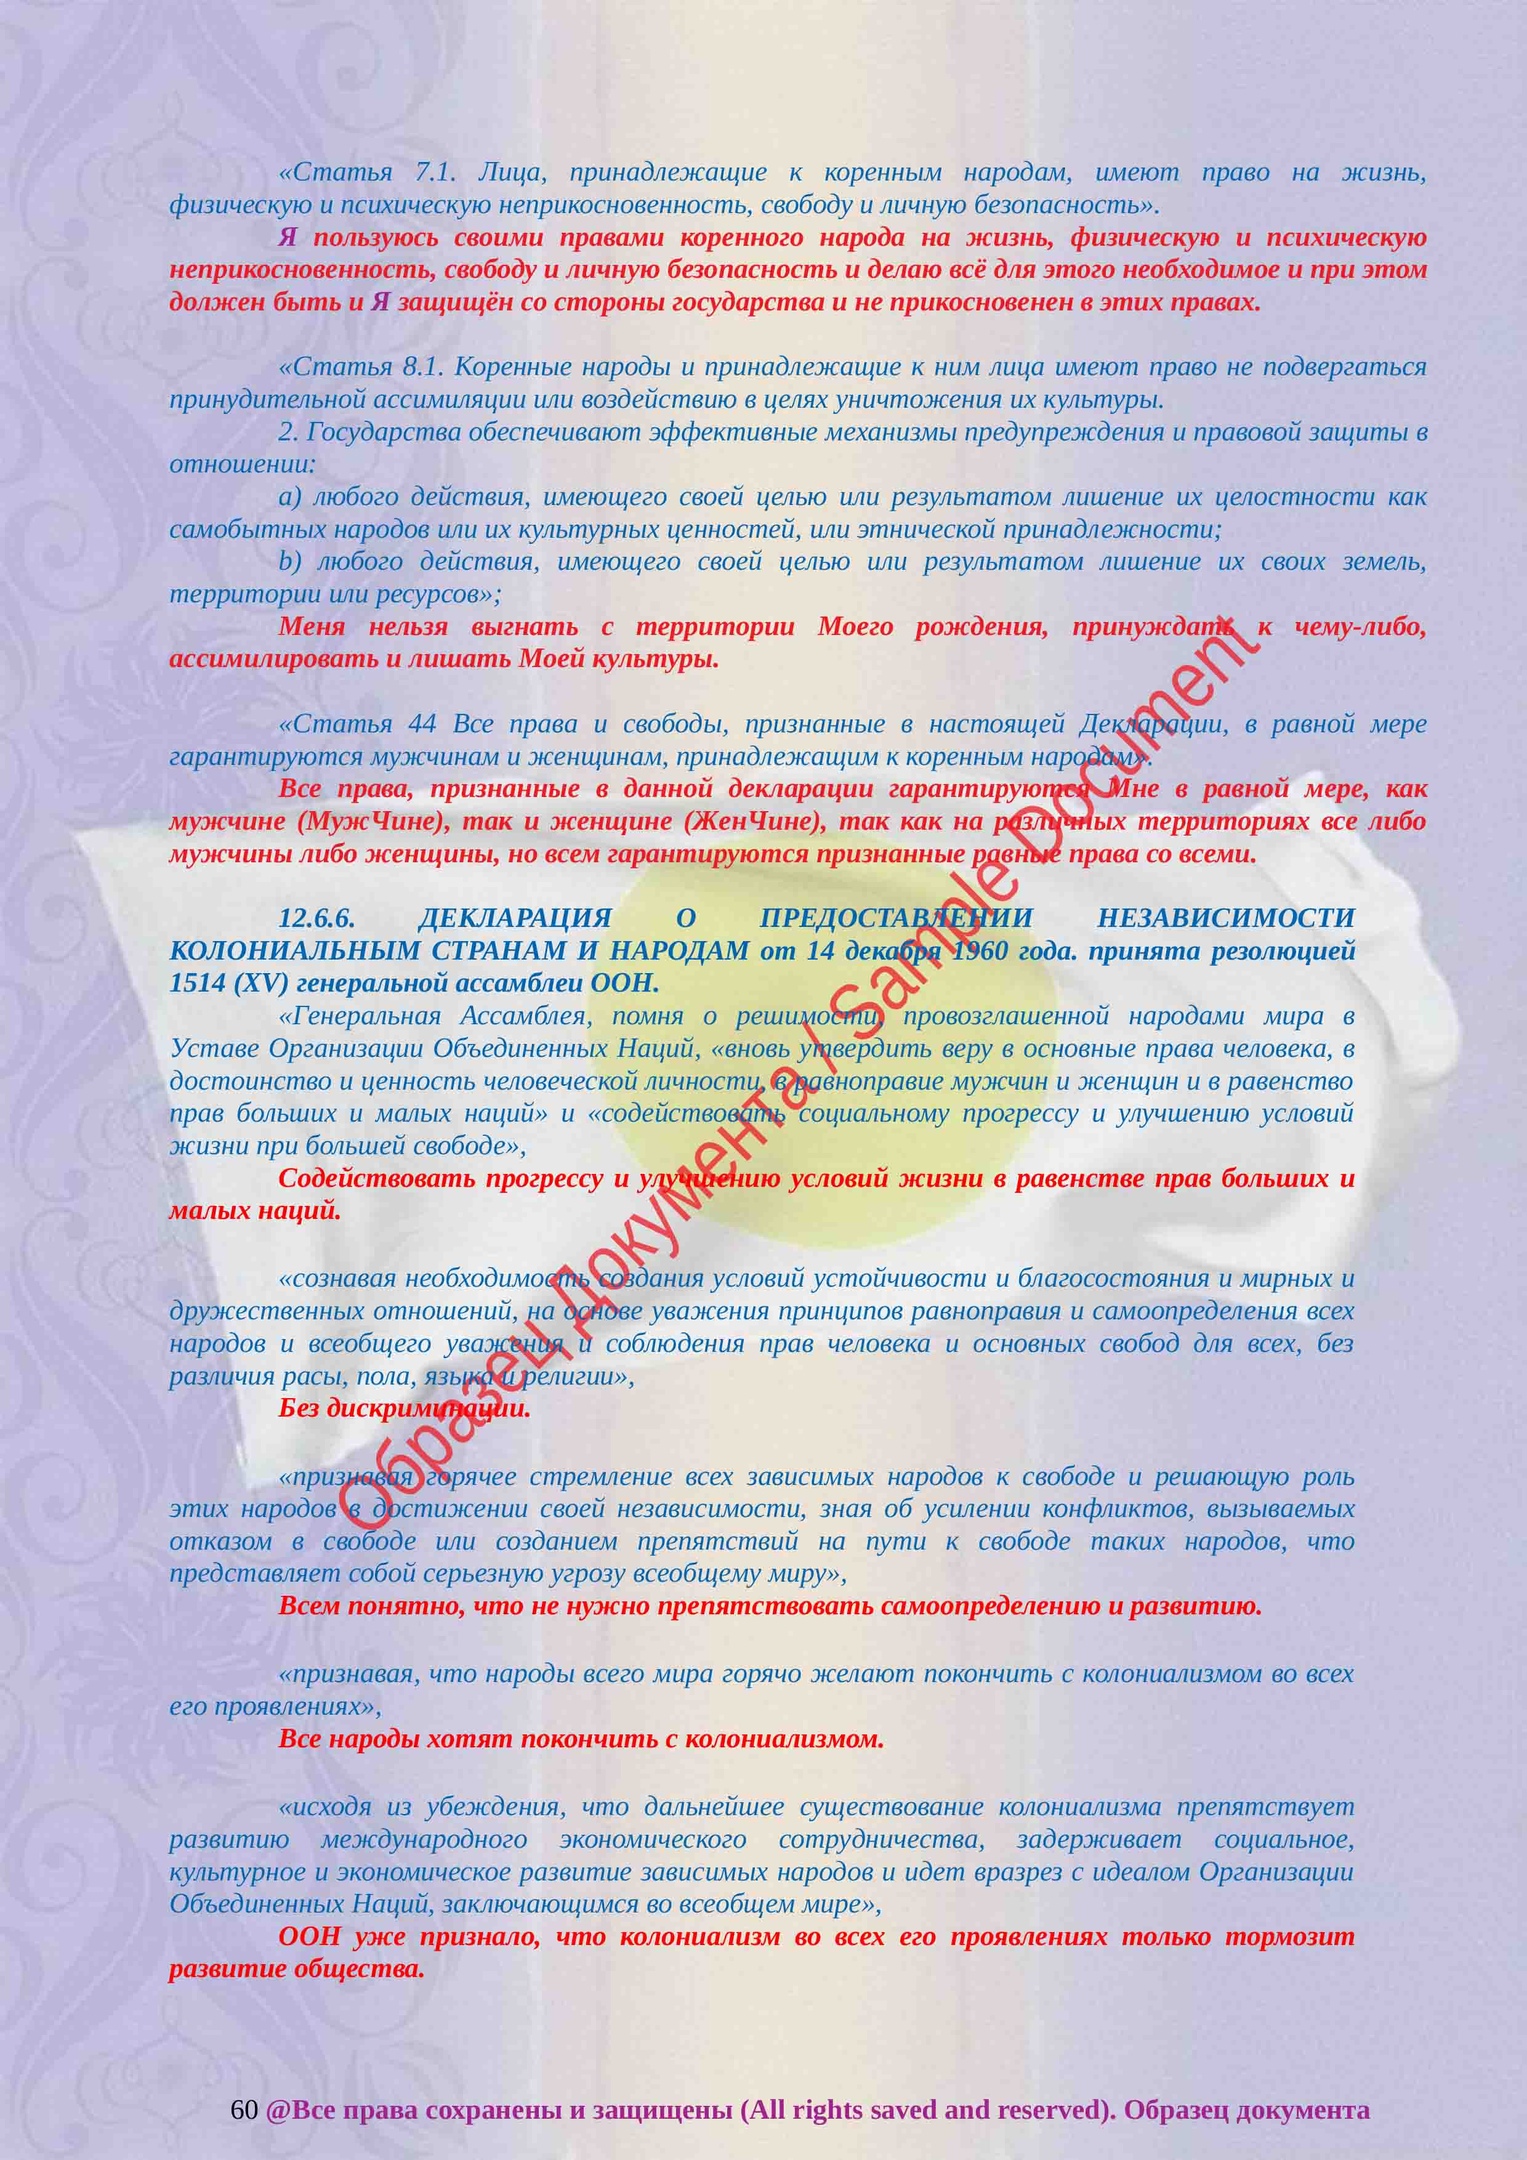 «Статья 7.1. Лица, принадлежащие к коренным народам, имеют право на жизнь,
физическую и психическую неприкосновенность, свободу и личную безопасность».
Я пользуюсь своими правами коренного народа на жизнь, физическую и психическую
неприкосновенность, свободу и личную безопасность и делаю всё для этого необходимое и при этом
должен быть и Я защищён со стороны государства и не прикосновенен в этих правах.
«Статья 8.1. Коренные народы и принадлежащие к ним лица имеют право не подвергаться
принудительной ассимиляции или воздействию в целях уничтожения их культуры.
2. Государства обеспечивают эффективные механизмы предупреждения и правовой защиты в
отношении:
a) любого действия, имеющего своей целью или результатом лишение их целостности как
самобытных народов или их культурных ценностей, или этнической принадлежности;
b) любого действия, имеющего своей целью или результатом лишение их своих земель,
территории или ресурсов»;
Меня нельзя выгнать с территории Моего рождения, принуждать к чему-либо,
ассимилировать и лишать Моей культуры.
«Статья 44 Все права и свободы, признанные в настоящей Декларации, в равной мере
гарантируются мужчинам и женщинам, принадлежащим к коренным народам».
Все права, признанные в данной декларации гарантируются Мне в равной мере, как
мужчине (МужЧине), так и женщине (ЖенЧине), так как на различных территориях все либо
мужчины либо женщины, но всем гарантируются признанные равные права со всеми.
12.6.6. ДЕКЛАРАЦИЯ О ПРЕДОСТАВЛЕНИИ НЕЗАВИСИМОСТИ
КОЛОНИАЛЬНЫМ СТРАНАМ И НАРОДАМ от 14 декабря 1960 года. принята резолюцией
1514 (XV) генеральной ассамблеи ООН.
«Генеральная Ассамблея, помня о решимости, провозглашенной народами мира в
Уставе Организации Объединенных Наций, «вновь утвердить веру в основные права человека, в
достоинство и ценность человеческой личности, в равноправие мужчин и женщин и в равенство
прав больших и малых наций» и «содействовать социальному прогрессу и улучшению условий
жизни при большей свободе»,
Содействовать прогрессу и улучшению условий жизни в равенстве прав больших и
малых наций.
«сознавая необходимость создания условий устойчивости и благосостояния и мирных и
дружественных отношений, на основе уважения принципов равноправия и самоопределения всех
народов и всеобщего уважения и соблюдения прав человека и основных свобод для всех, без
различия расы, пола, языка и религии»,
Без дискриминации.
«признавая горячее стремление всех зависимых народов к свободе и решающую роль
этих народов в достижении своей независимости, зная об усилении конфликтов, вызываемых
отказом в свободе или созданием препятствий на пути к свободе таких народов, что
представляет собой серьезную угрозу всеобщему миру»,
Всем понятно, что не нужно препятствовать самоопределению и развитию.
«признавая, что народы всего мира горячо желают покончить с колониализмом во всех
его проявлениях»,
Все народы хотят покончить с колониализмом.
«исходя из убеждения, что дальнейшее существование колониализма препятствует
развитию международного экономического сотрудничества, задерживает социальное,
культурное и экономическое развитие зависимых народов и идет вразрез с идеалом Организации
Объединенных Наций, заключающимся во всеобщем мире»,
ООН уже признало, что колониализм во всех его проявлениях только тормозит
развитие общества.
Образец Документа / Sample Document
60 @Все права сохранены и защищены (All rights saved and reserved). Образец документа